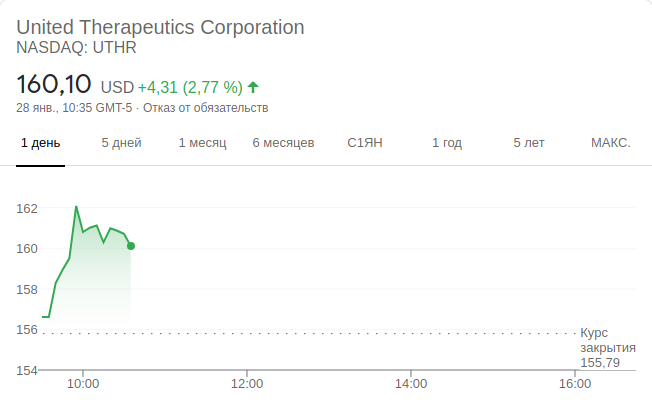 United Therapeutics Corporation
NASDAQ: UTHR
160,10 USD +4,31 (2,77 %)
28 янв., 10:35 GMT-5 · Отказ от обязательств
1 день 5 дней 1 месяц 6 месяцев С1ЯН 1 год 5 лет МАКС.
162
160
158
156
Курс
закрытия
155,79
154
10:00 12:00 14:00 16:00